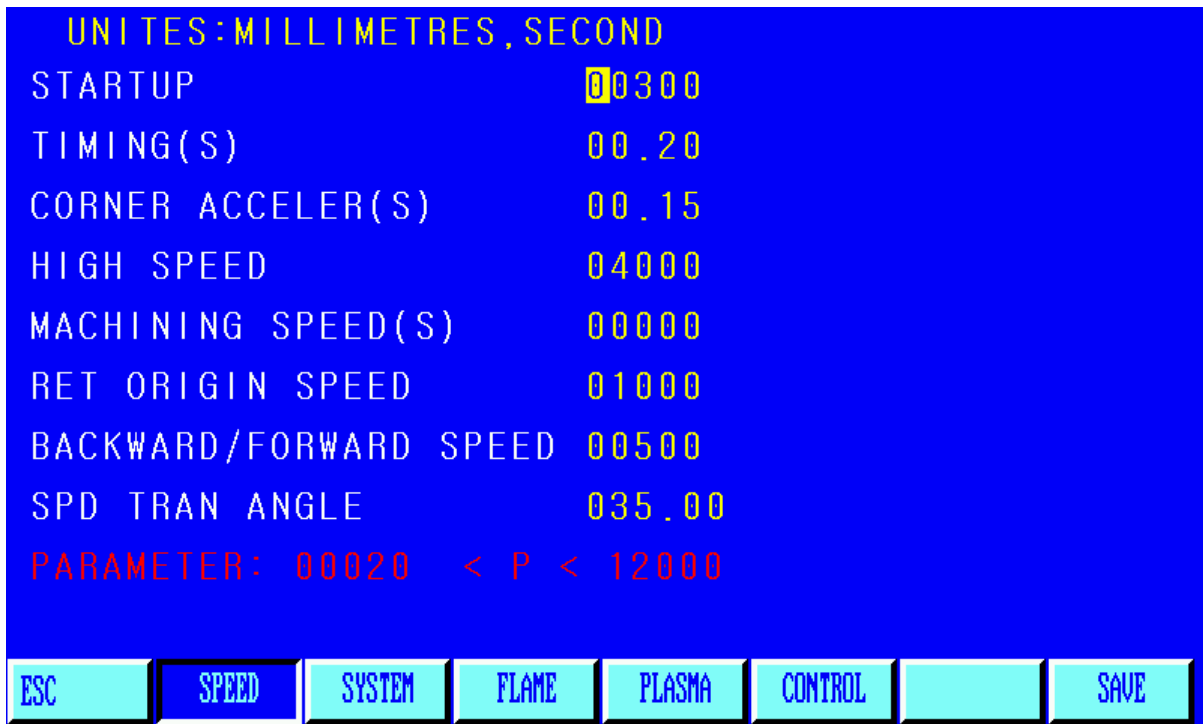 UNITES:MILLIMETRES,SECOND
STARTUP 00300
TIMING(S) 00.20
CORNER ACCELER(S) 00.15
HIGH SPEED 04000
MACHINING SPEED(S) 00000
RET ORIGIN SPEED 01000
BACKWARD/FORWARD SPEED 00500
SPD TRAN ANGLE 035.00
PARAMETER: 00020 < P < 12000
ESC SPEED SYSTEM FLAME PLASMA CONTROL SAVE